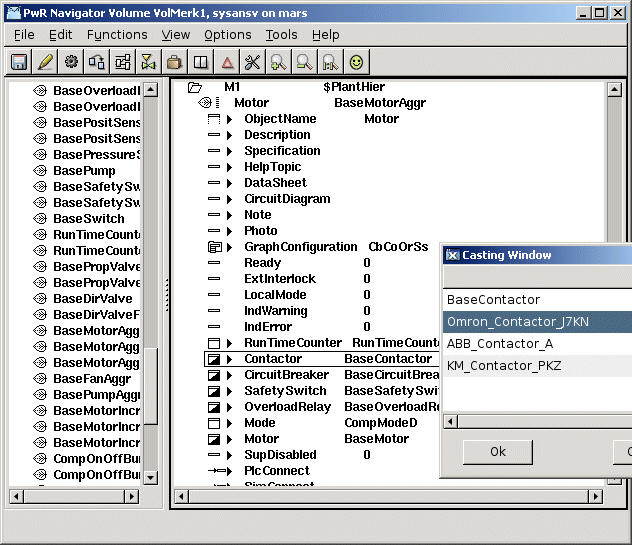 PwR Navigator Volume VolMerk1, sysansv on mars
File Edit Functions View Options Tools Help
BaseOverloadI
BaseOverloadI
BasePositSens
BasePositSens
BasePressureS
BasePump
BaseSafetySw
BaseSafetySw
BaseSwitch
RunTimeCount
RunTimeCount
BasePropValve
BasePropValve
BaseDirValve
BaseDirValveF
BaseMotorAgg
BaseMotorAgg
BaseMotorAgg
BaseFanAggr
BasePumpAggr
BaseMotorIncr
BaseMotorIncr
BaseMotorIncr
CompOnOffBu
CompOnOffBu
M1 $PlantHier
Motor BaseMotorAggr
ObjectName Motor
Description
Specification
HelpTopic
DataSheet
CircuitDiagram
Note
Photo
GraphConfiguration CbCoOrSs
Ready 0
ExtInterlock 0
LocalMode 0
IndWarning 0
IndError 0
RunTimeCounter RunTimeCounte
Contactor BaseContactor
CircuitBreaker BaseCircuitBrea
SafetySwitch BaseSafetySwi
OverloadRelay BaseOverloadRe
Mode CompModeD
Motor BaseMotor
SupDisabled 0
PlcConnect
SimConnect
Casting Window
BaseContactor
Omron_Contactor_J7KN
ABB_Contactor_A
KM_Contactor_PKZ
Ok